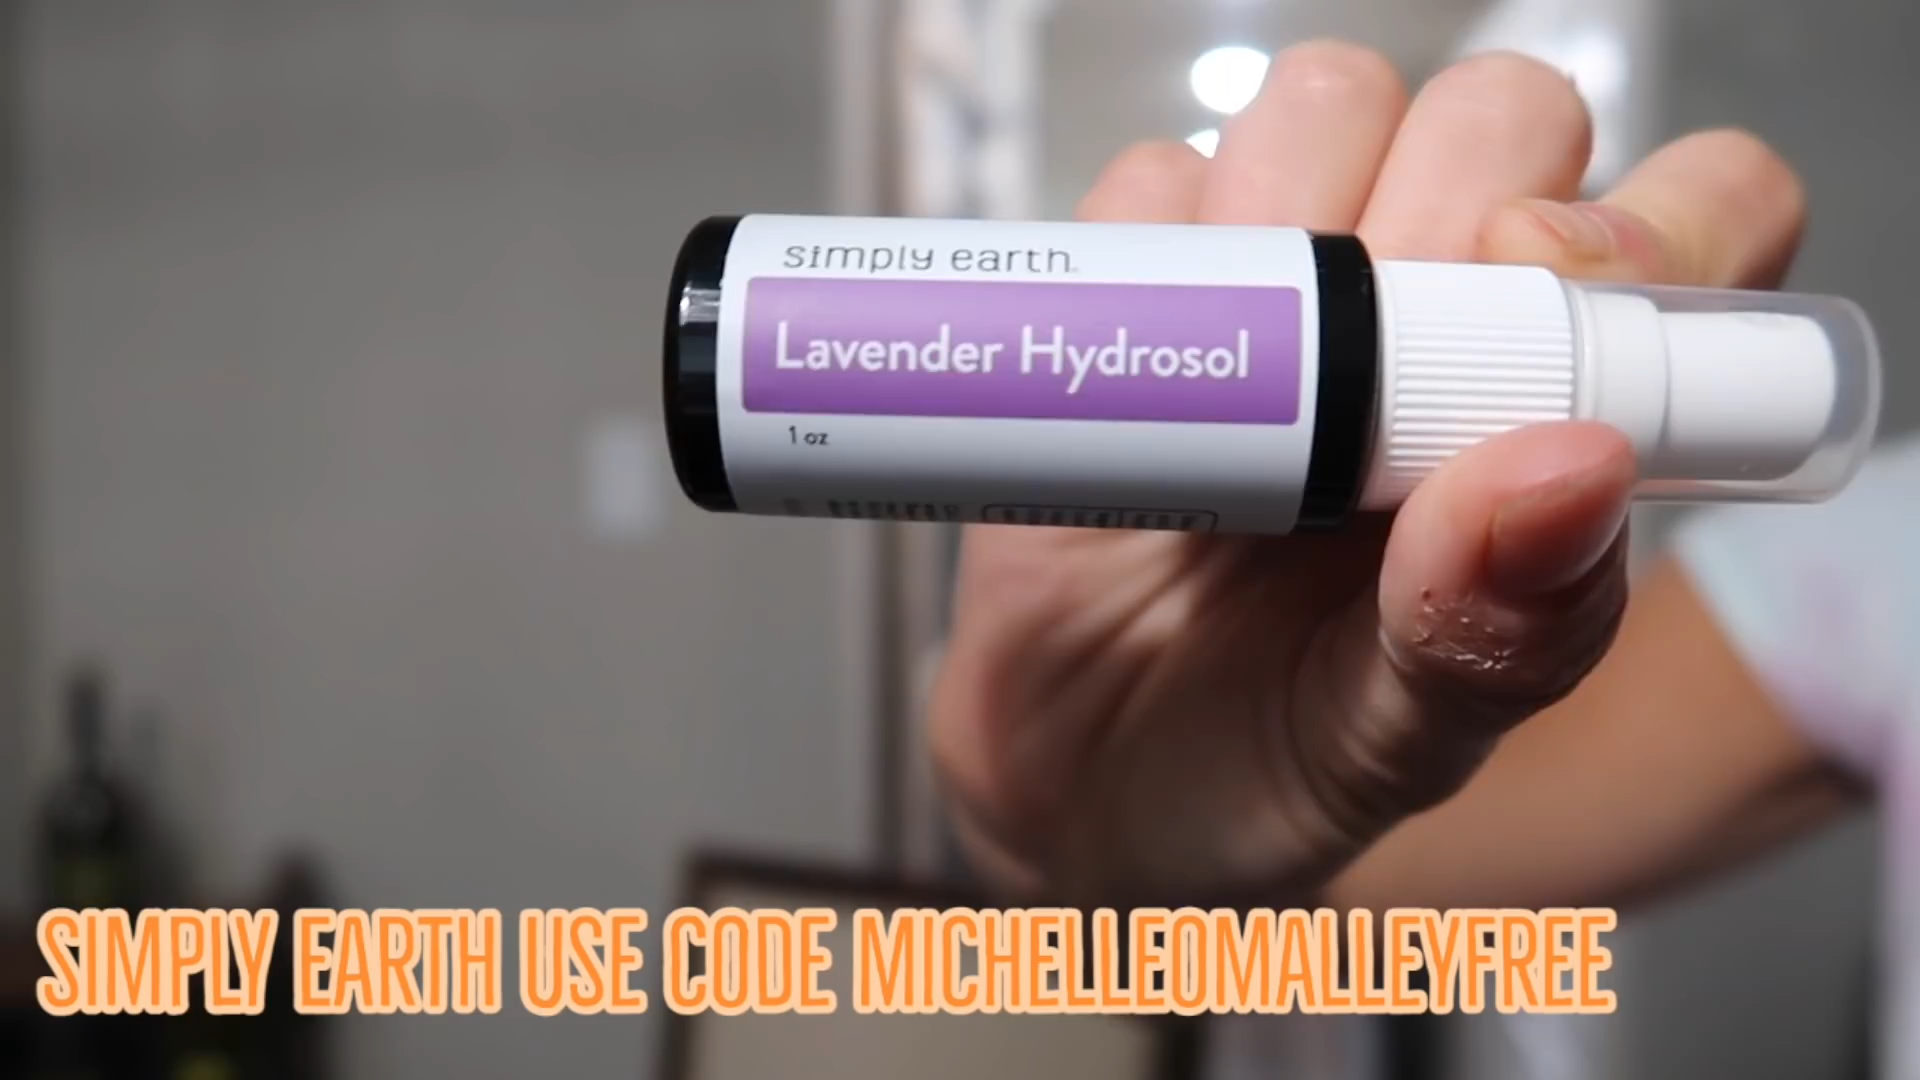 simply earth
Lavender Hydrosol
1 oz
SIMPLY EARTH USE CODE MICHELLEOMALLEYFREE